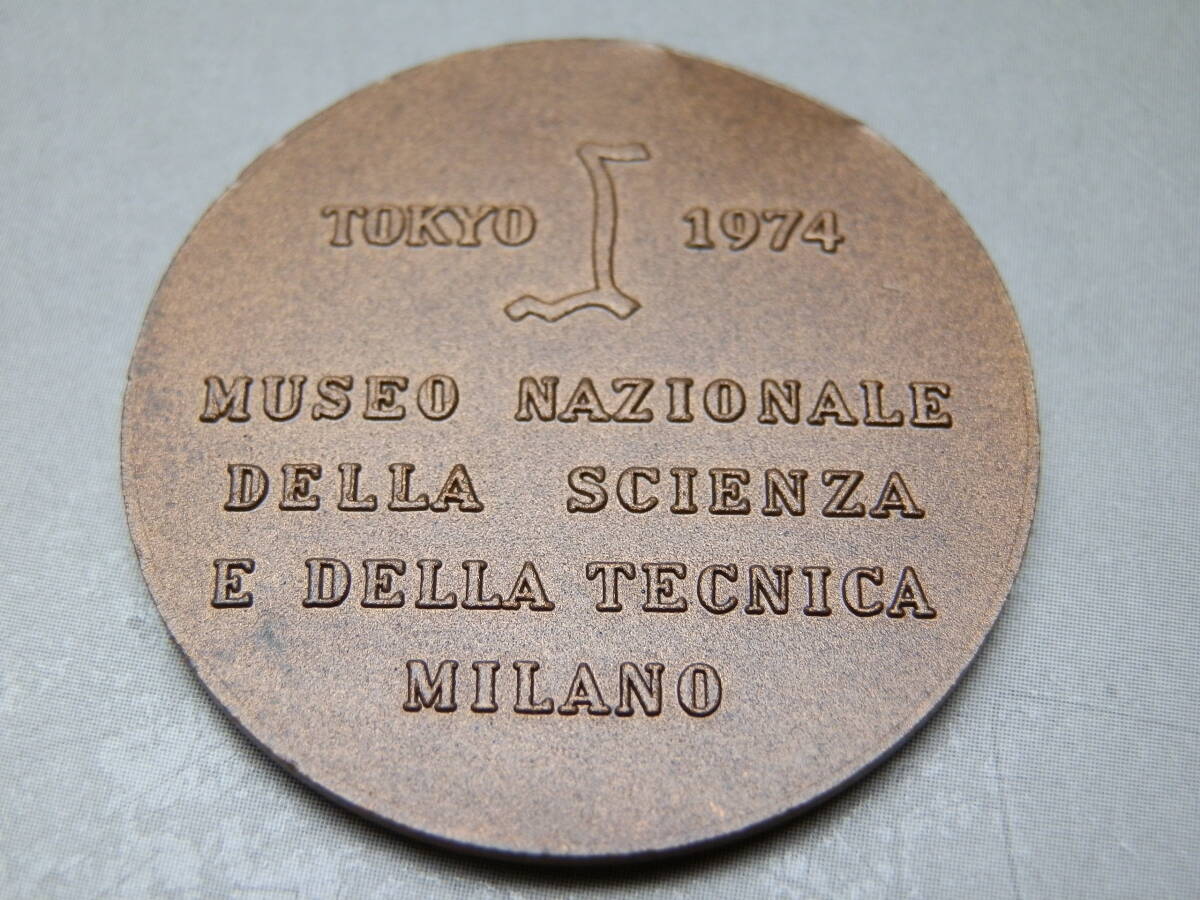 TOKYO 1974
MUSEO NAZIONALE
DELLA SCIENZA
E DELLA TECNICA
MILANO